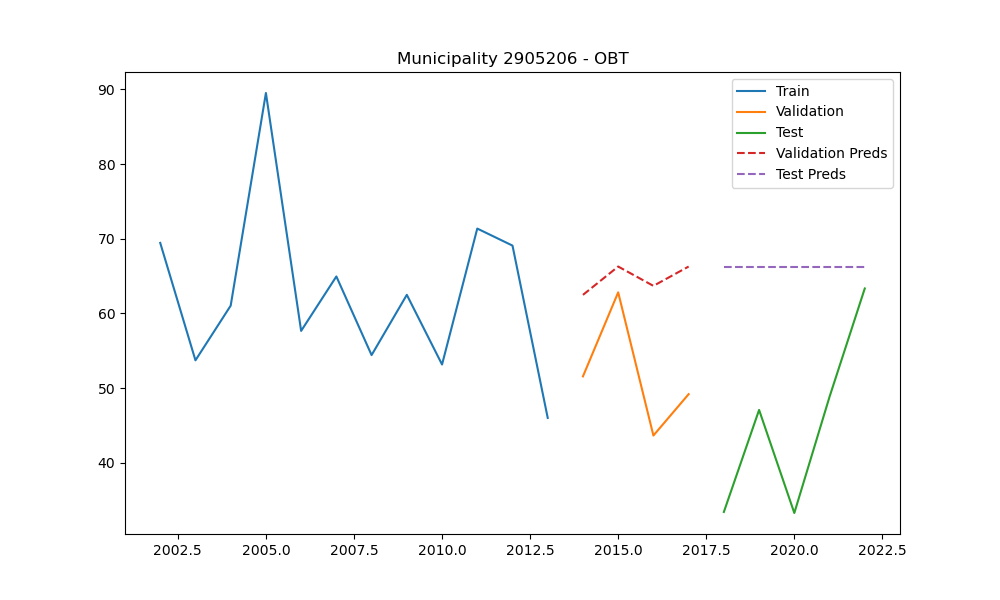 Municipality 2905206 - OBT
90
80
70
60
50
40
2002.5 2005.0 2007.5 2010.0 2012.5 2015.0 2017.5 2020.0 2022.5
Train
Validation
Test
Validation Preds
Test Preds